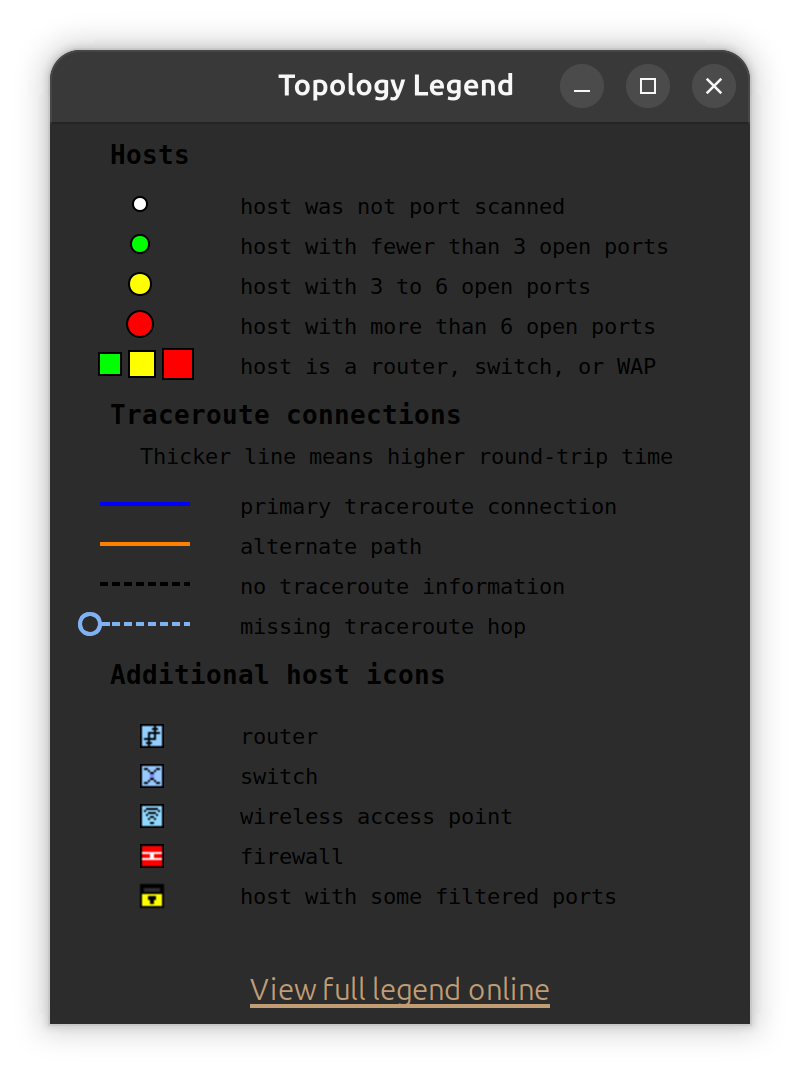 Topology Legend
Hosts
host was not port scanned
host with fewer than 3 open ports
host with 3 to 6 open ports
host with more than 6 open ports
host is a router, switch, or WAP
Traceroute connections
Thicker line means higher round-trip time
primary traceroute connection
alternate path
no traceroute information
missing traceroute hop
Additional host icons
router
switch
wireless access point
firewall
host with some filtered ports
View full legend online